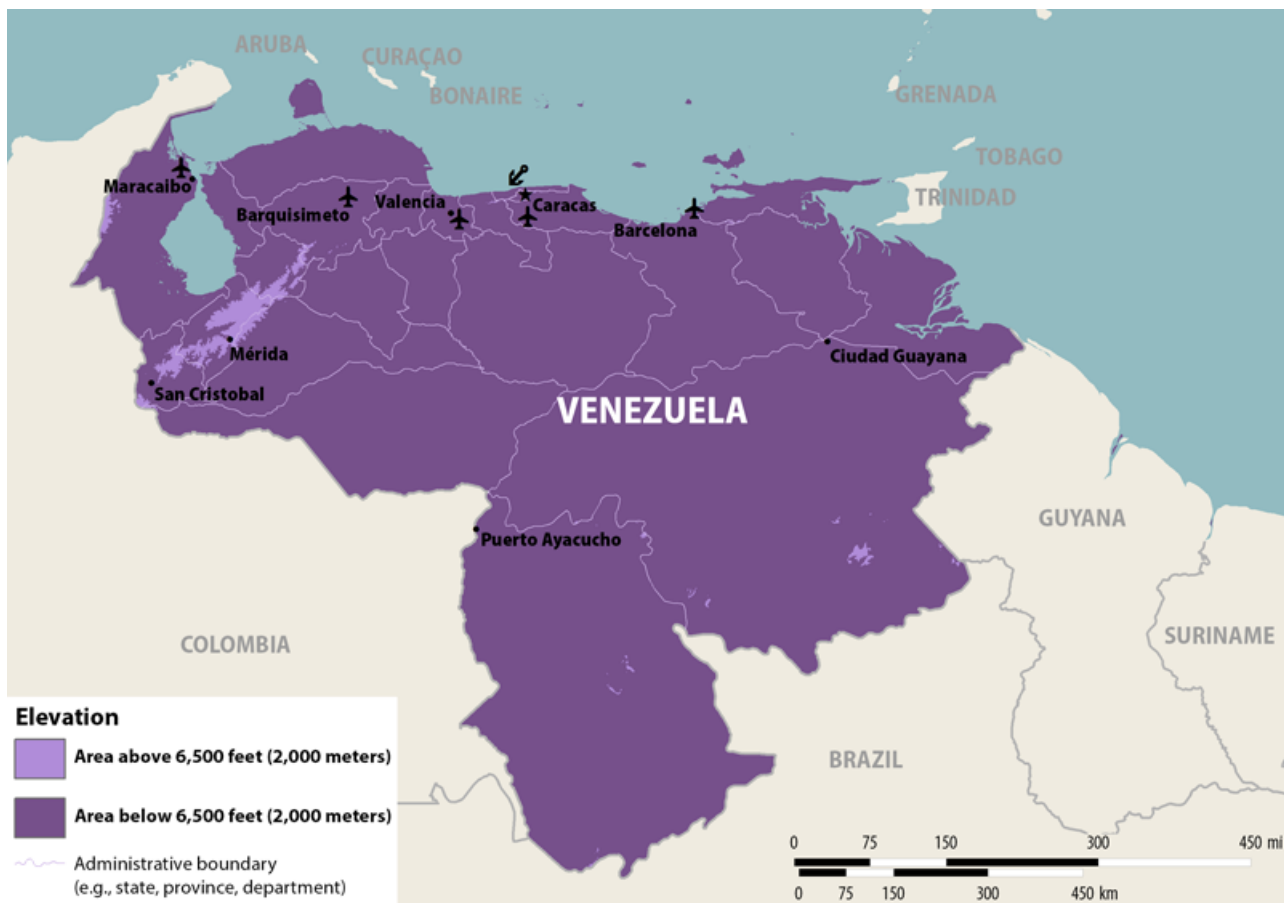 ARUBA
CURAÇAO
BONAIRE
GRENADA
TOBAGO
TRINIDAD
Maracaibo
Barquisimeto
Valencia
Caracas
Barcelona
Mérida
San Cristobal
Ciudad Guayana
VENEZUELA
Puerto Ayacucho
GUYANA
SURINAME
COLOMBIA
BRAZIL
Elevation
Area above 6,500 feet (2,000 meters)
Area below 6,500 feet (2,000 meters)
Administrative boundary
(e.g., state, province, department)
0 75 150 300 450 mi
0 75 150 300 450 km